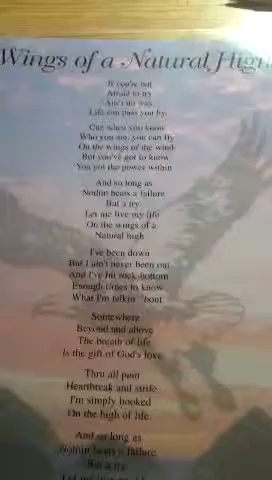 Wings of a Natural High
If you're not
Afraid to try
Ain't no way
Life can pass you by
Cuz when you know
Who you are, you can fly
On the wings of the wind
But you've got to know
You got the power within
And so long as
Nothin beats a failure
But a try
Let me live my life
On the wings of a
Natural high
I've been down
But I ain't never been out
And I've hit rock-bottom
Enough times to know
What I'm talkin' 'bout
Somewhere
Beyond and above
The breath of life
Is the gift of God's love
Thru all pain
Heartbreak and strife
I'm simply hooked
On the high of life
And so long as
Nothin beats a failure
But a try
Let me live my life